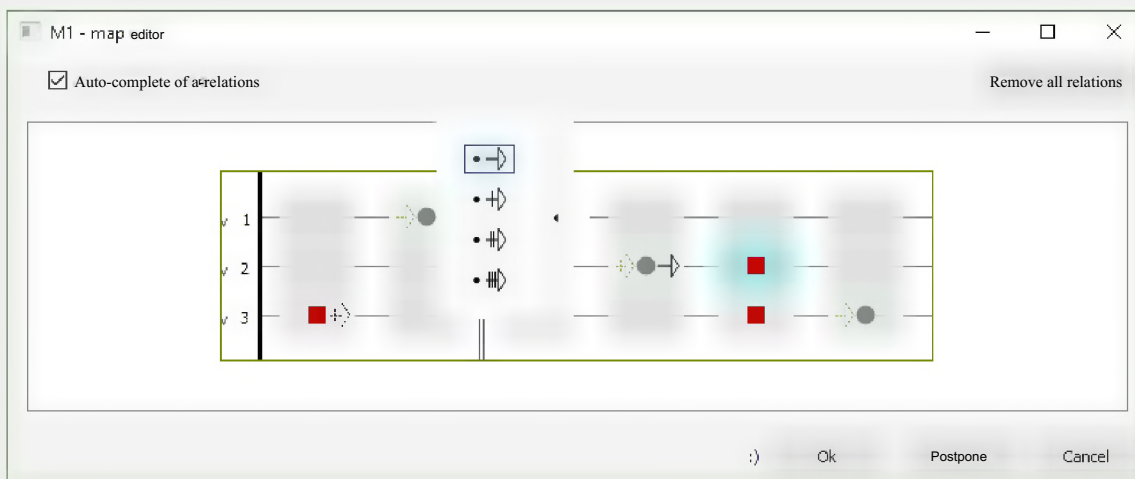 M1 - map editor
Auto-complete of a-relations
Remove all relations
v 1
v 2
v 3
:) Ok Postpone Cancel